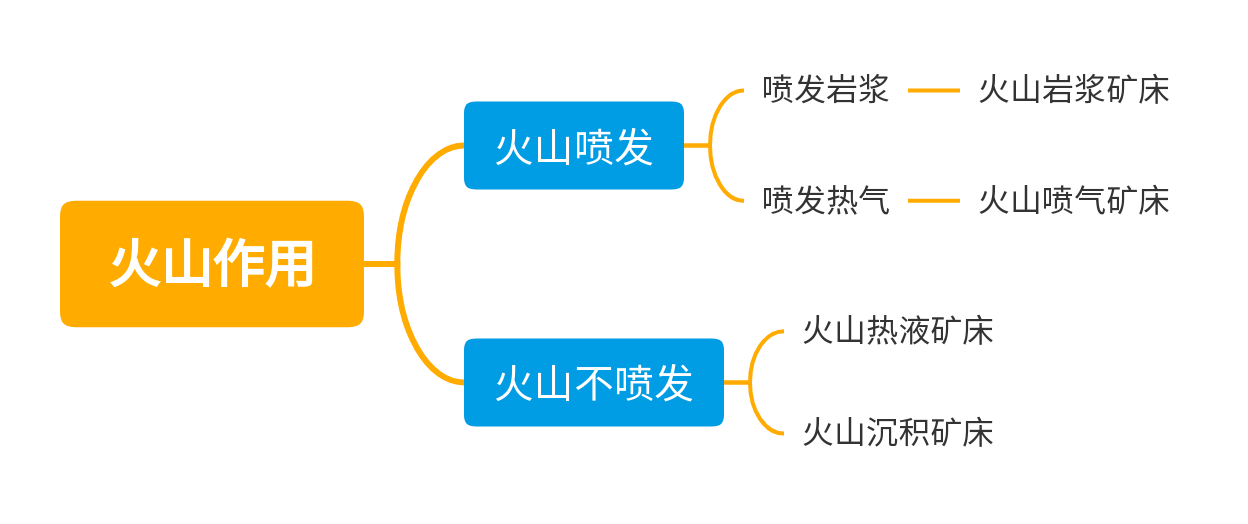 火山作用
火山喷发
喷发岩浆
火山岩浆矿床
喷发热气
火山喷气矿床
火山不喷发
火山热液矿床
火山沉积矿床